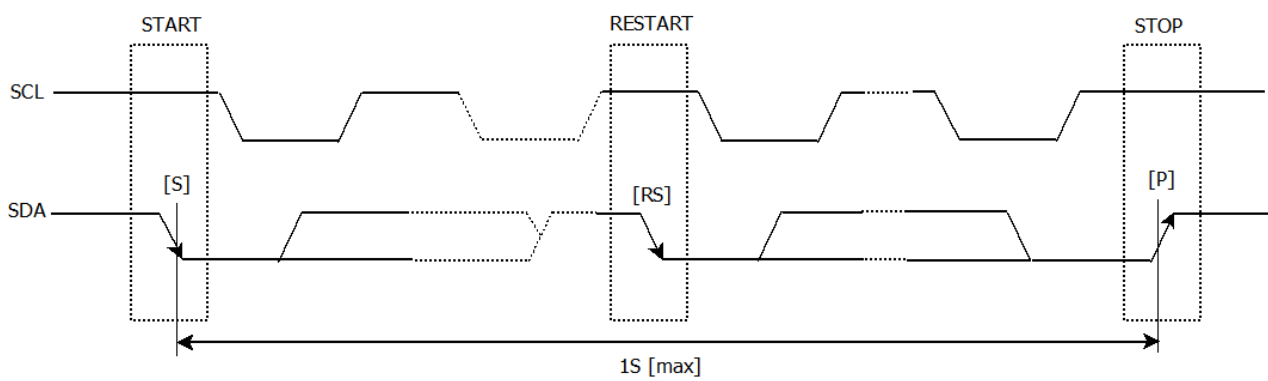 START
RESTART
STOP
SCL
[S]
[RS]
[P]
SDA
1S [max]